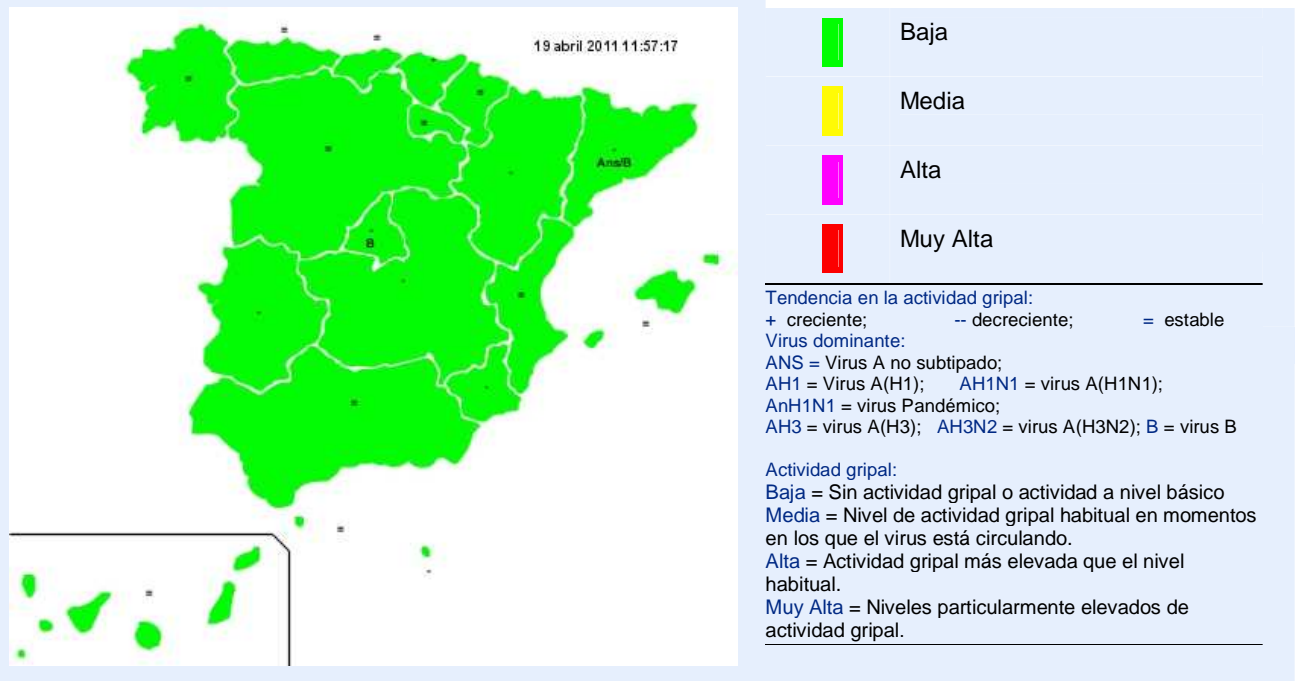 19 abril 2011 11:57:17
=
=
-
=
=
=
=
-
-
Ans/B
-
B
-
=
-
=
-
=
=
-
=
Baja
Media
Alta
Muy Alta
Tendencia en la actividad gripal:
+ creciente; -- decreciente; = estable
Virus dominante:
ANS = Virus A no subtipado;
AH1 = Virus A(H1); AH1N1 = virus A(H1N1);
AnH1N1 = virus Pandémico;
AH3 = virus A(H3); AH3N2 = virus A(H3N2); B = virus B
Actividad gripal:
Baja = Sin actividad gripal o actividad a nivel básico
Media = Nivel de actividad gripal habitual en momentos
en los que el virus está circulando.
Alta = Actividad gripal más elevada que el nivel
habitual.
Muy Alta = Niveles particularmente elevados de
actividad gripal.